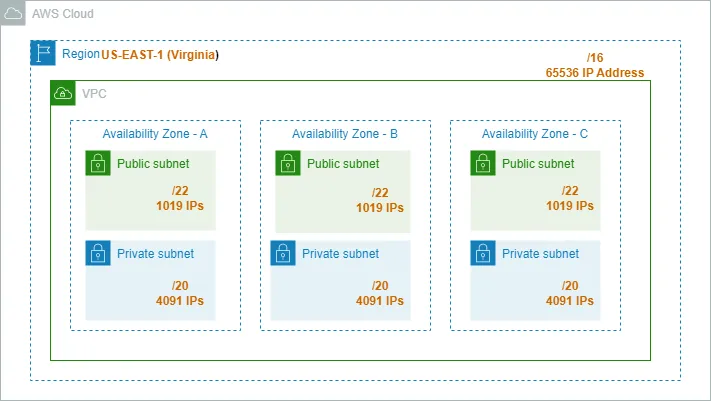 AWS Cloud
Region US-EAST-1 (Virginia)
/16
65536 IP Address
VPC
Availability Zone - A
Public subnet
/22
1019 IPs
Private subnet
/20
4091 IPs
Availability Zone - B
Public subnet
/22
1019 IPs
Private subnet
/20
4091 IPs
Availability Zone - C
Public subnet
/22
1019 IPs
Private subnet
/20
4091 IPs